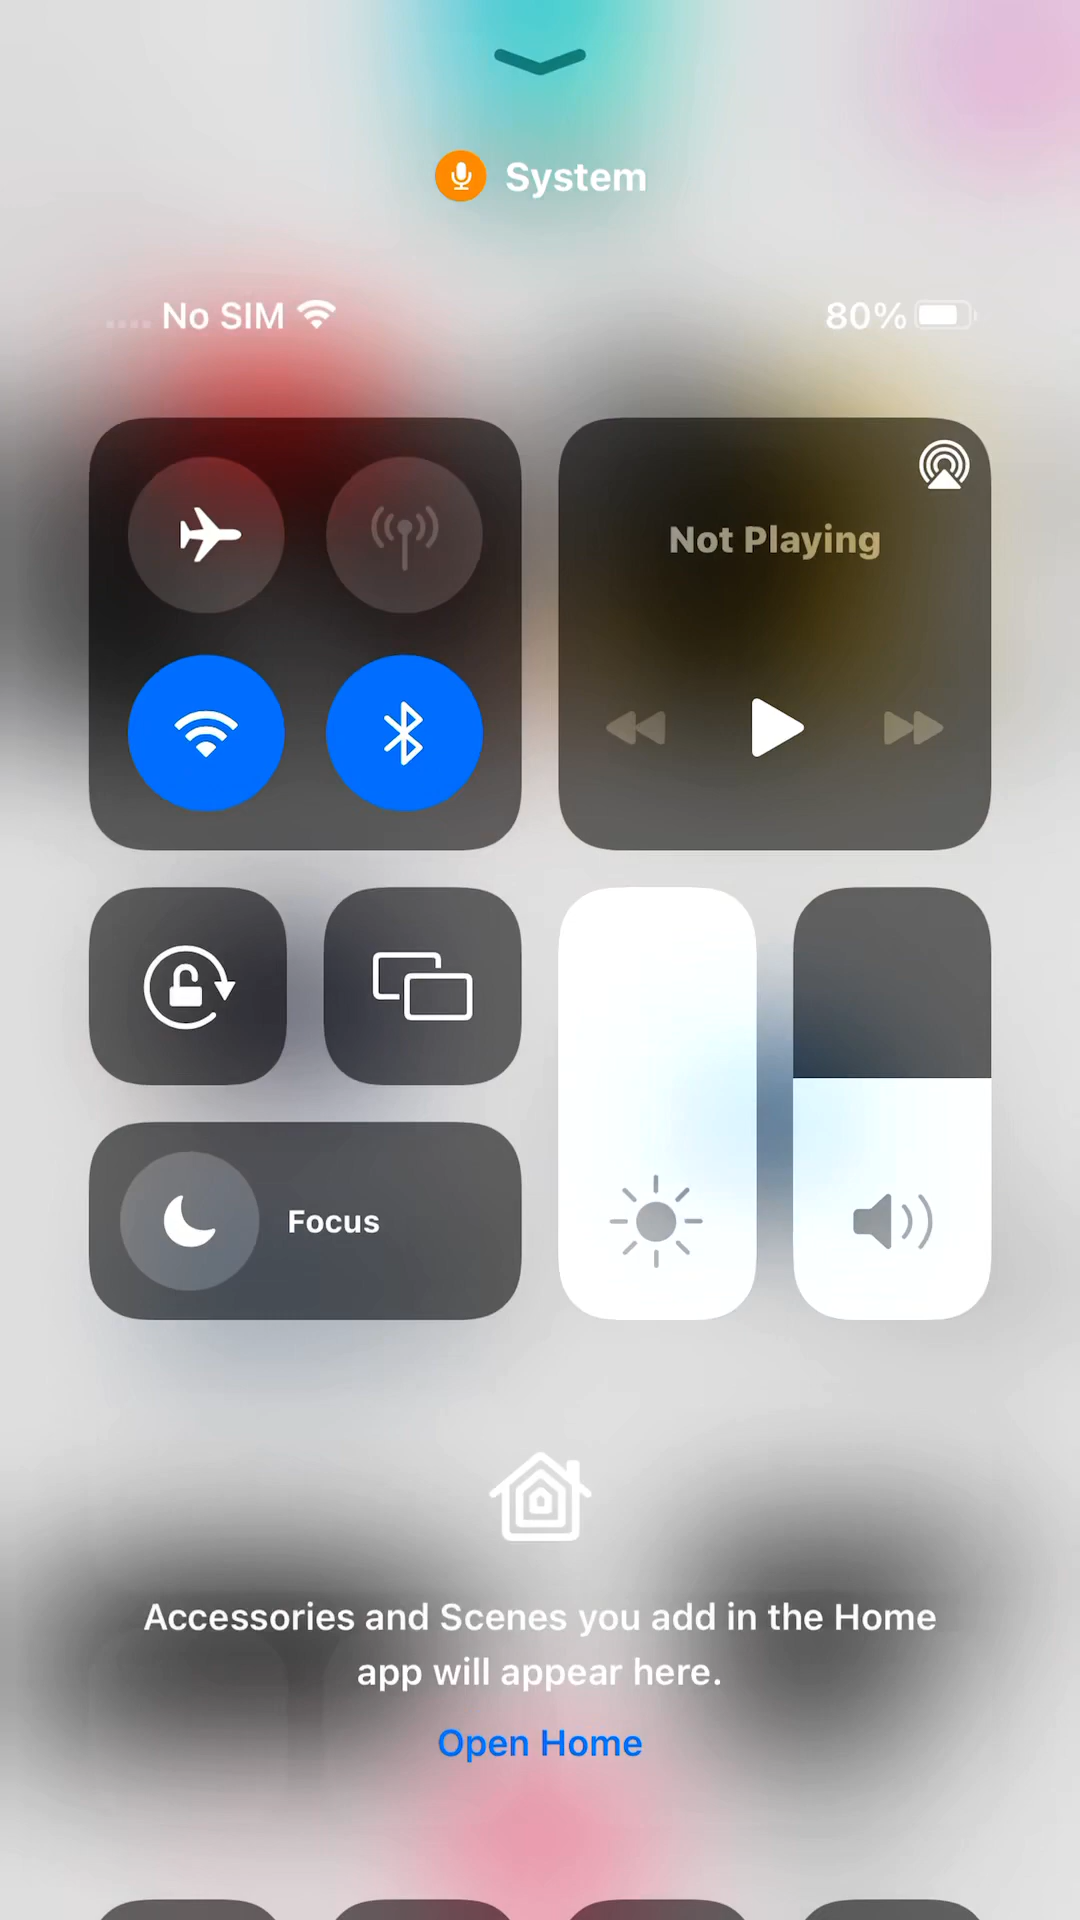 System
No SIM
80%
Not Playing
Focus
Accessories and Scenes you add in the Home
app will appear here.
Open Home